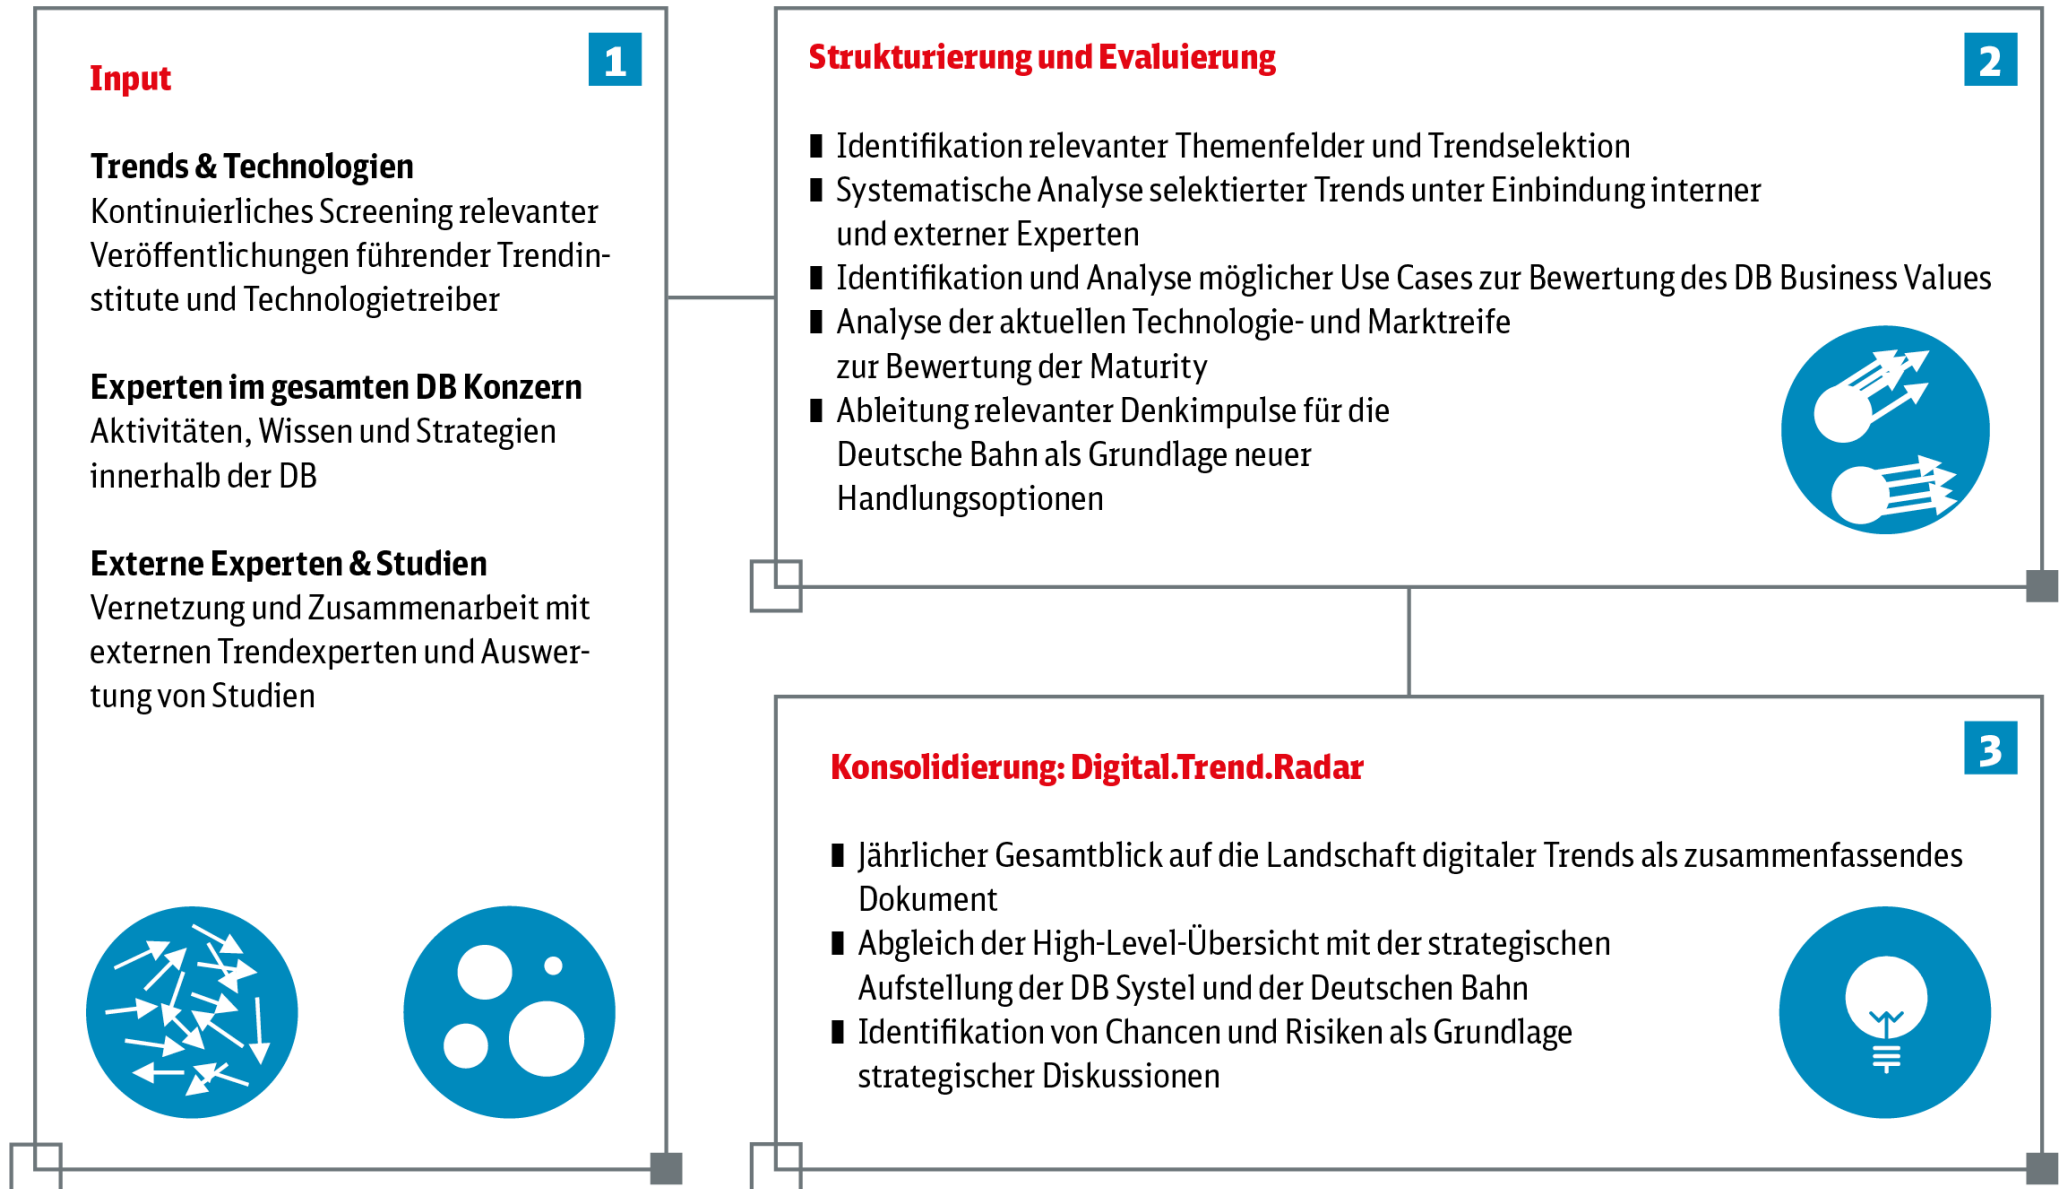 1
Input
Trends & Technologien
Kontinuierliches Screening relevanter
Veröffentlichungen führender Trendin-
stitute und Technologietreiber
Experten im gesamten DB Konzern
Aktivitäten, Wissen und Strategien
innerhalb der DB
Externe Experten & Studien
Vernetzung und Zusammenarbeit mit
externen Trendexperten und Auswer-
tung von Studien
2
Strukturierung und Evaluierung
Identifikation relevanter Themenfelder und Trendselektion
Systematische Analyse selektierter Trends unter Einbindung interner
und externer Experten
Identifikation und Analyse möglicher Use Cases zur Bewertung des DB Business Values
Analyse der aktuellen Technologie- und Marktreife
zur Bewertung der Maturity
Ableitung relevanter Denkimpulse für die
Deutsche Bahn als Grundlage neuer
Handlungsoptionen
3
Konsolidierung: Digital.Trend.Radar
Jährlicher Gesamtblick auf die Landschaft digitaler Trends als zusammenfassendes
Dokument
Abgleich der High-Level-Übersicht mit der strategischen
Aufstellung der DB Systel und der Deutschen Bahn
Identifikation von Chancen und Risiken als Grundlage
strategischer Diskussionen